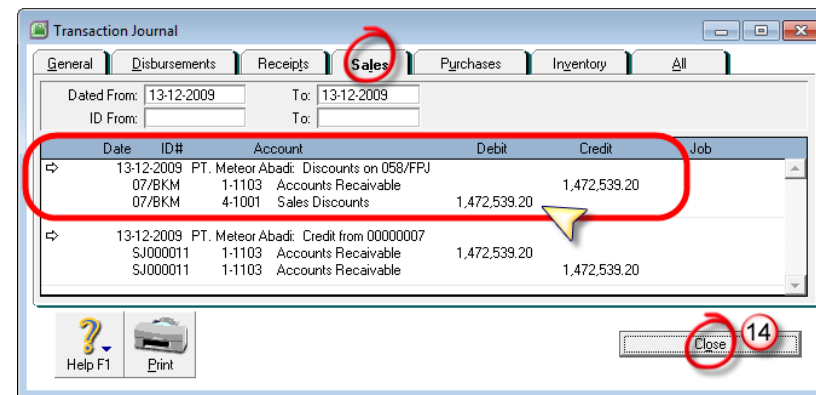 Transaction Journal
General Disbursements Receipts Sales Purchases Inventory All
Dated From: 13-12-2009 To: 13-12-2009
ID From: To:
Date ID# Account Debit Credit Job
13-12-2009 PT. Meteor Abadi: Discounts on 058/FPJ
07/BKM 1-1103 Accounts Recaivable 1,472,539.20
07/BKM 4-1001 Sales Discounts 1,472,539.20
13-12-2009 PT. Meteor Abadi: Credit from 00000007
SJ000011 1-1103 Accounts Recaivable 1,472,539.20
SJ000011 1-1103 Accounts Recaivable 1,472,539.20
Help F1 Print Close 14